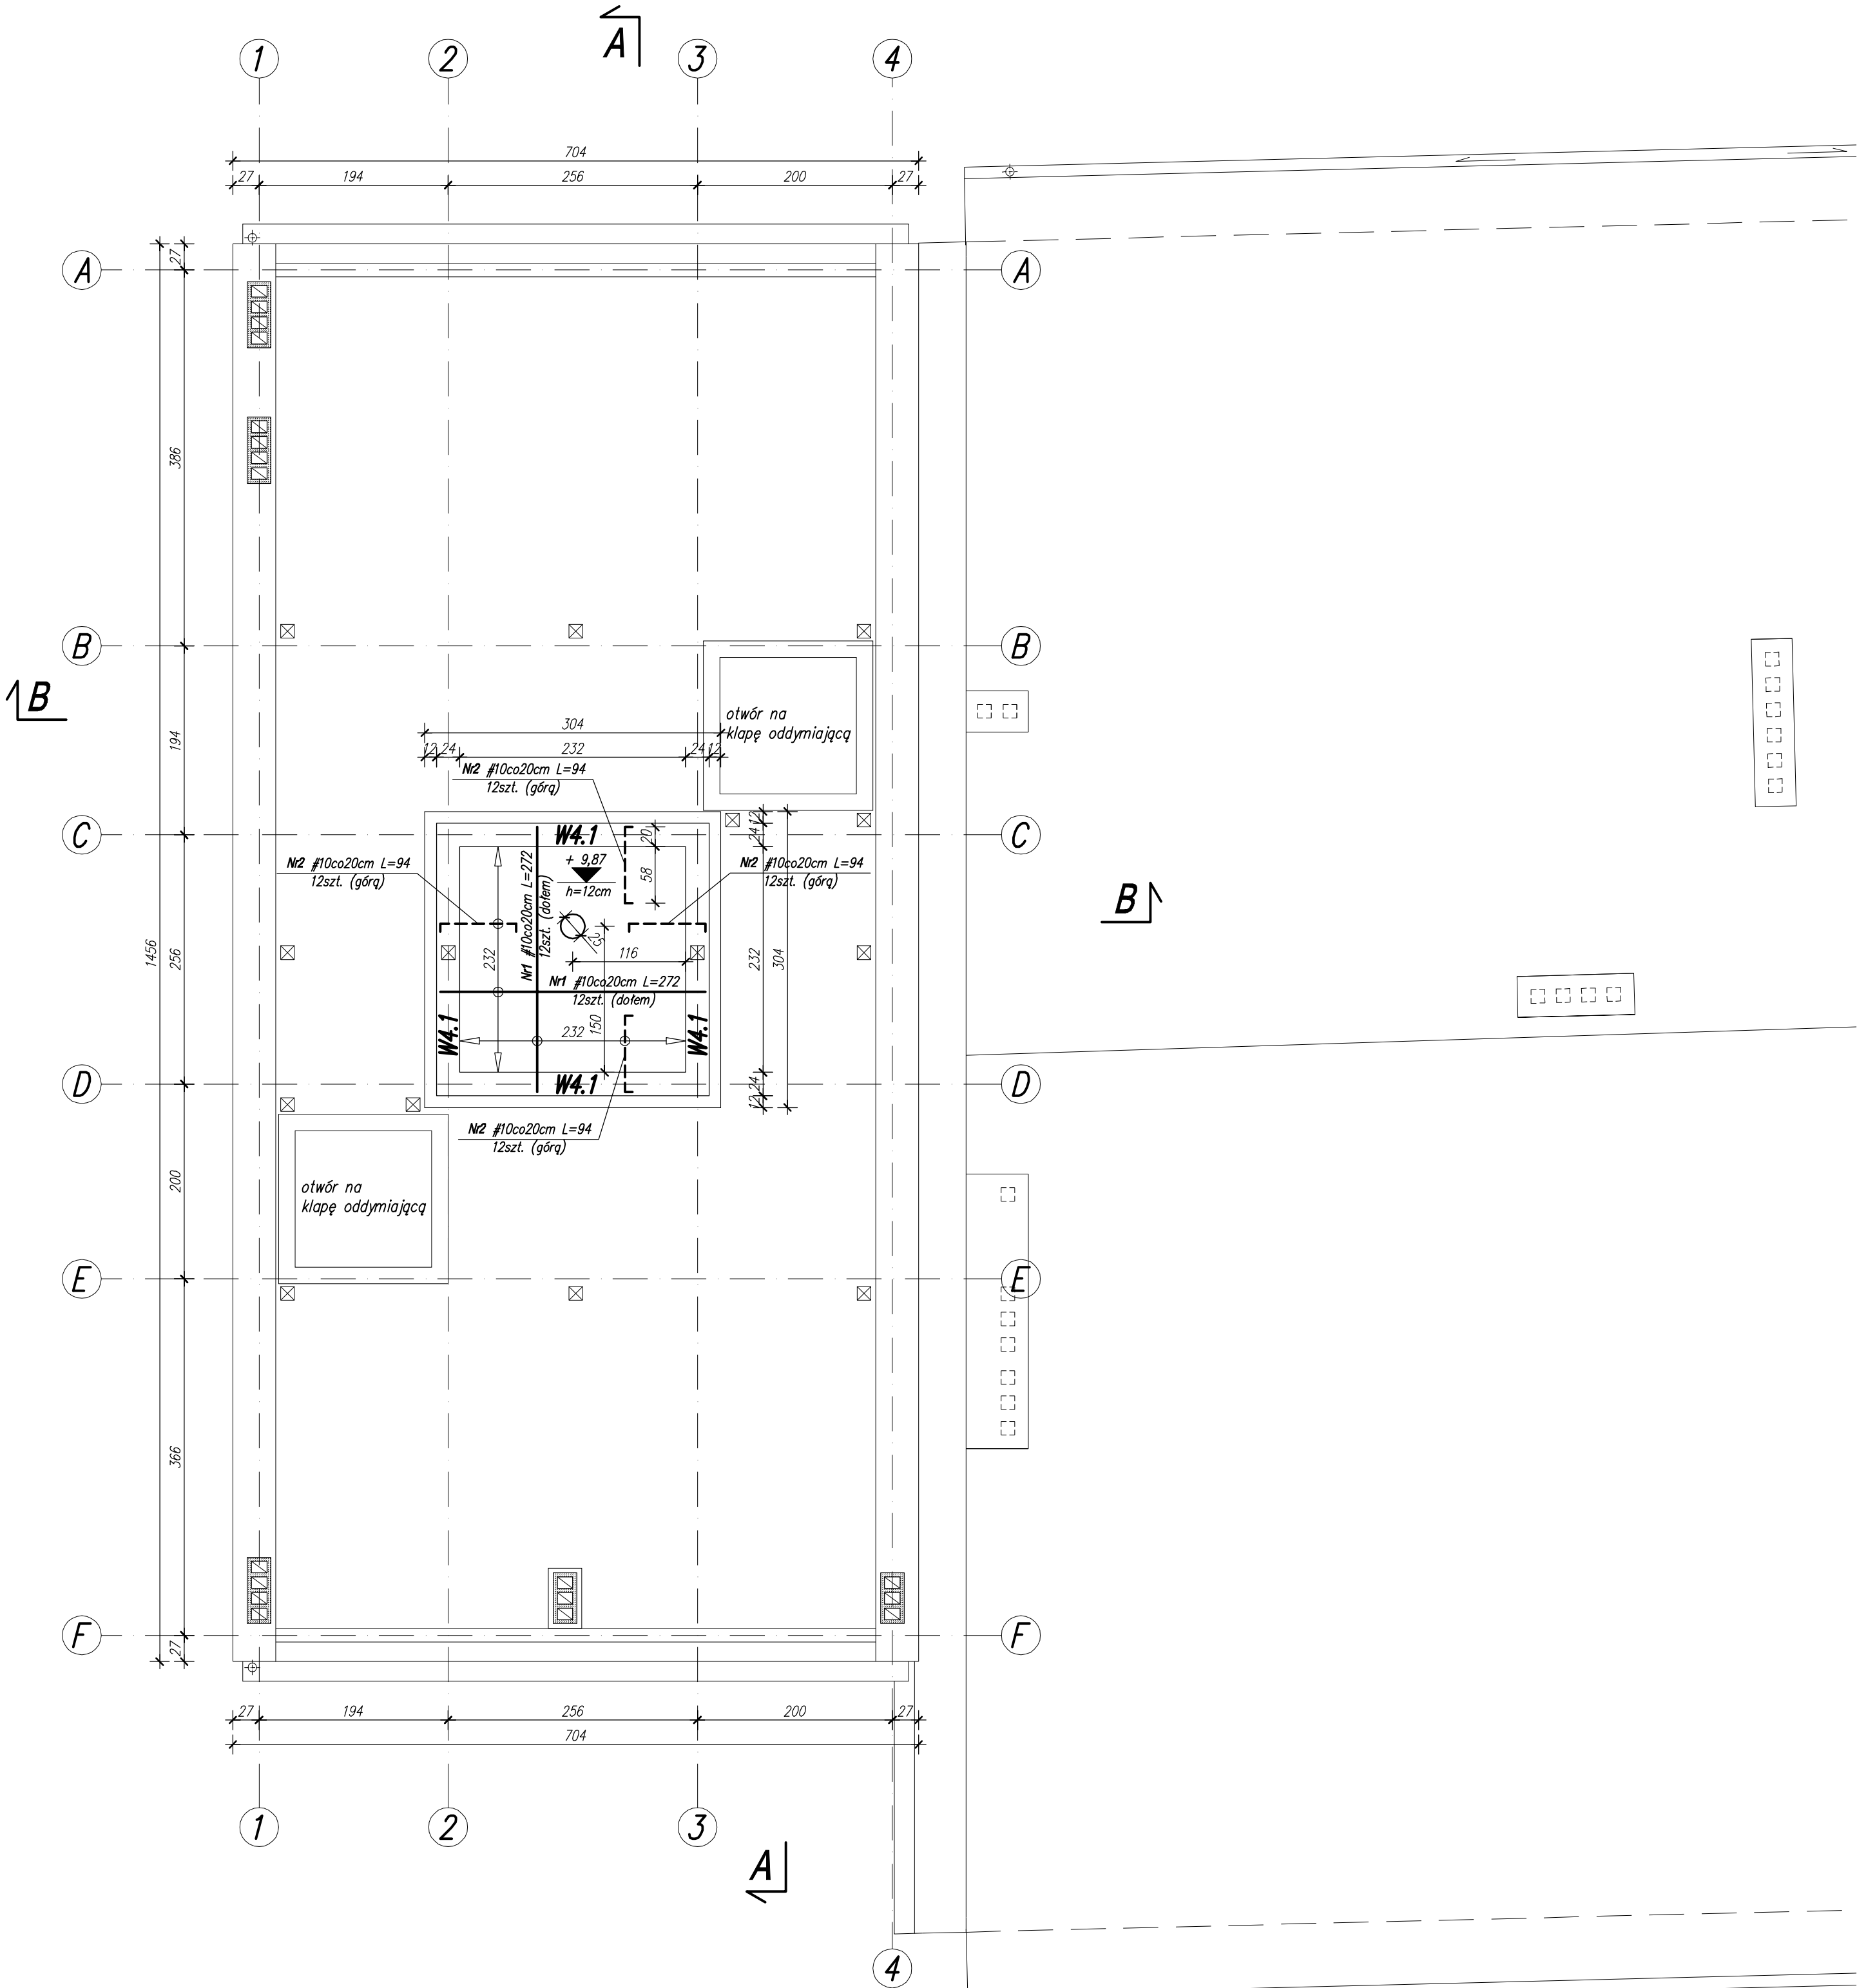 A
1 2 3 4
704
27 194 256 200 27
27
A A
386
B B
B
194
304
otwór na
klapę oddymiającą
12 24 232 24 12
Nr2 #10co20cm L=94
12szt. (górą)
12
24
C C
W4.1
20
+ 9,87
h=12cm
58
Nr2 #10co20cm L=94
12szt. (górą)
Nr2 #10co20cm L=94
12szt. (górą)
Nr1 #10co20cm L=272
12szt. (dołem)
B
25
1456
256
232
116
232
304
Nr1 #10co20cm L=272
12szt. (dołem)
W4.1
232
150
W4.1
D D
W4.1
24
12
Nr2 #10co20cm L=94
12szt. (górą)
200
otwór na
klapę oddymiającą
E E
366
F F
27
27 194 256 200 27
704
1 2 3
A
4